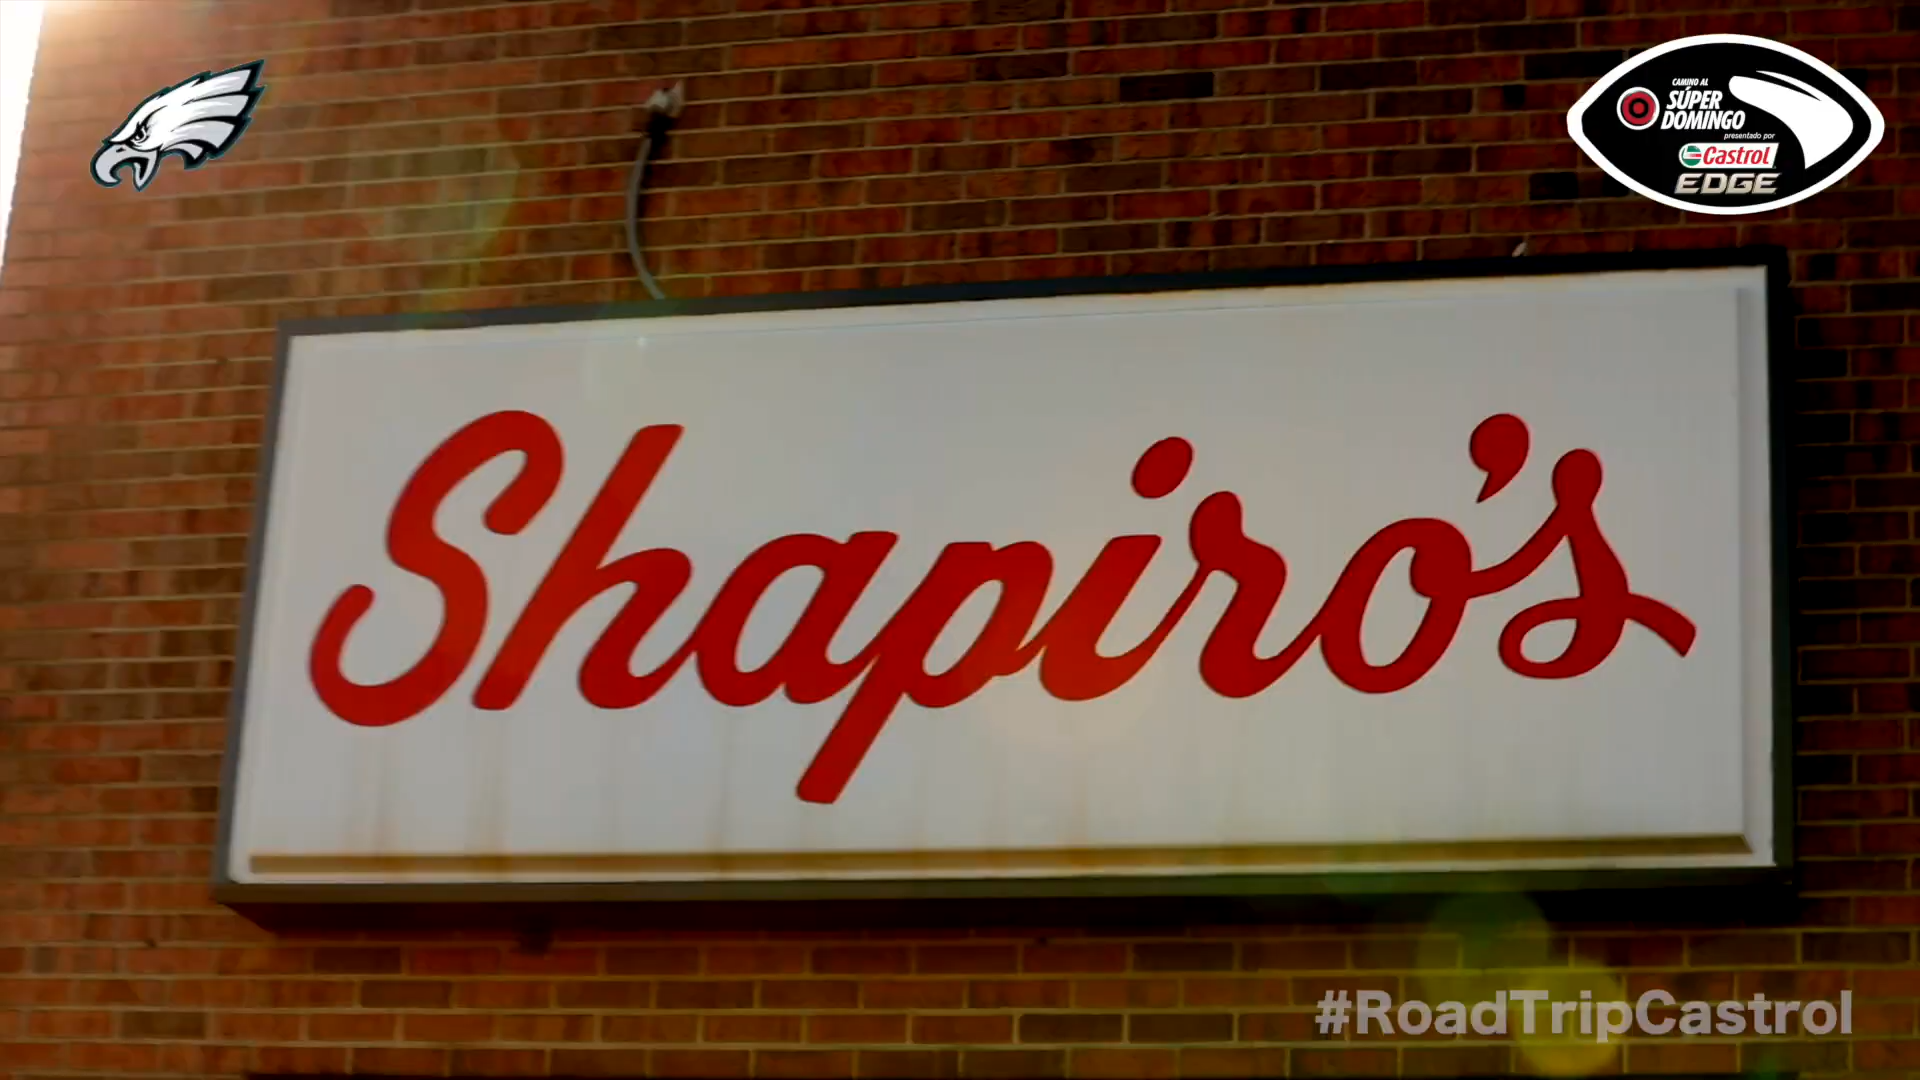 CAMINO AL
SÚPER
DOMINGO
presentado por
Castrol
EDGE
Shapiro's
#RoadTripCastrol